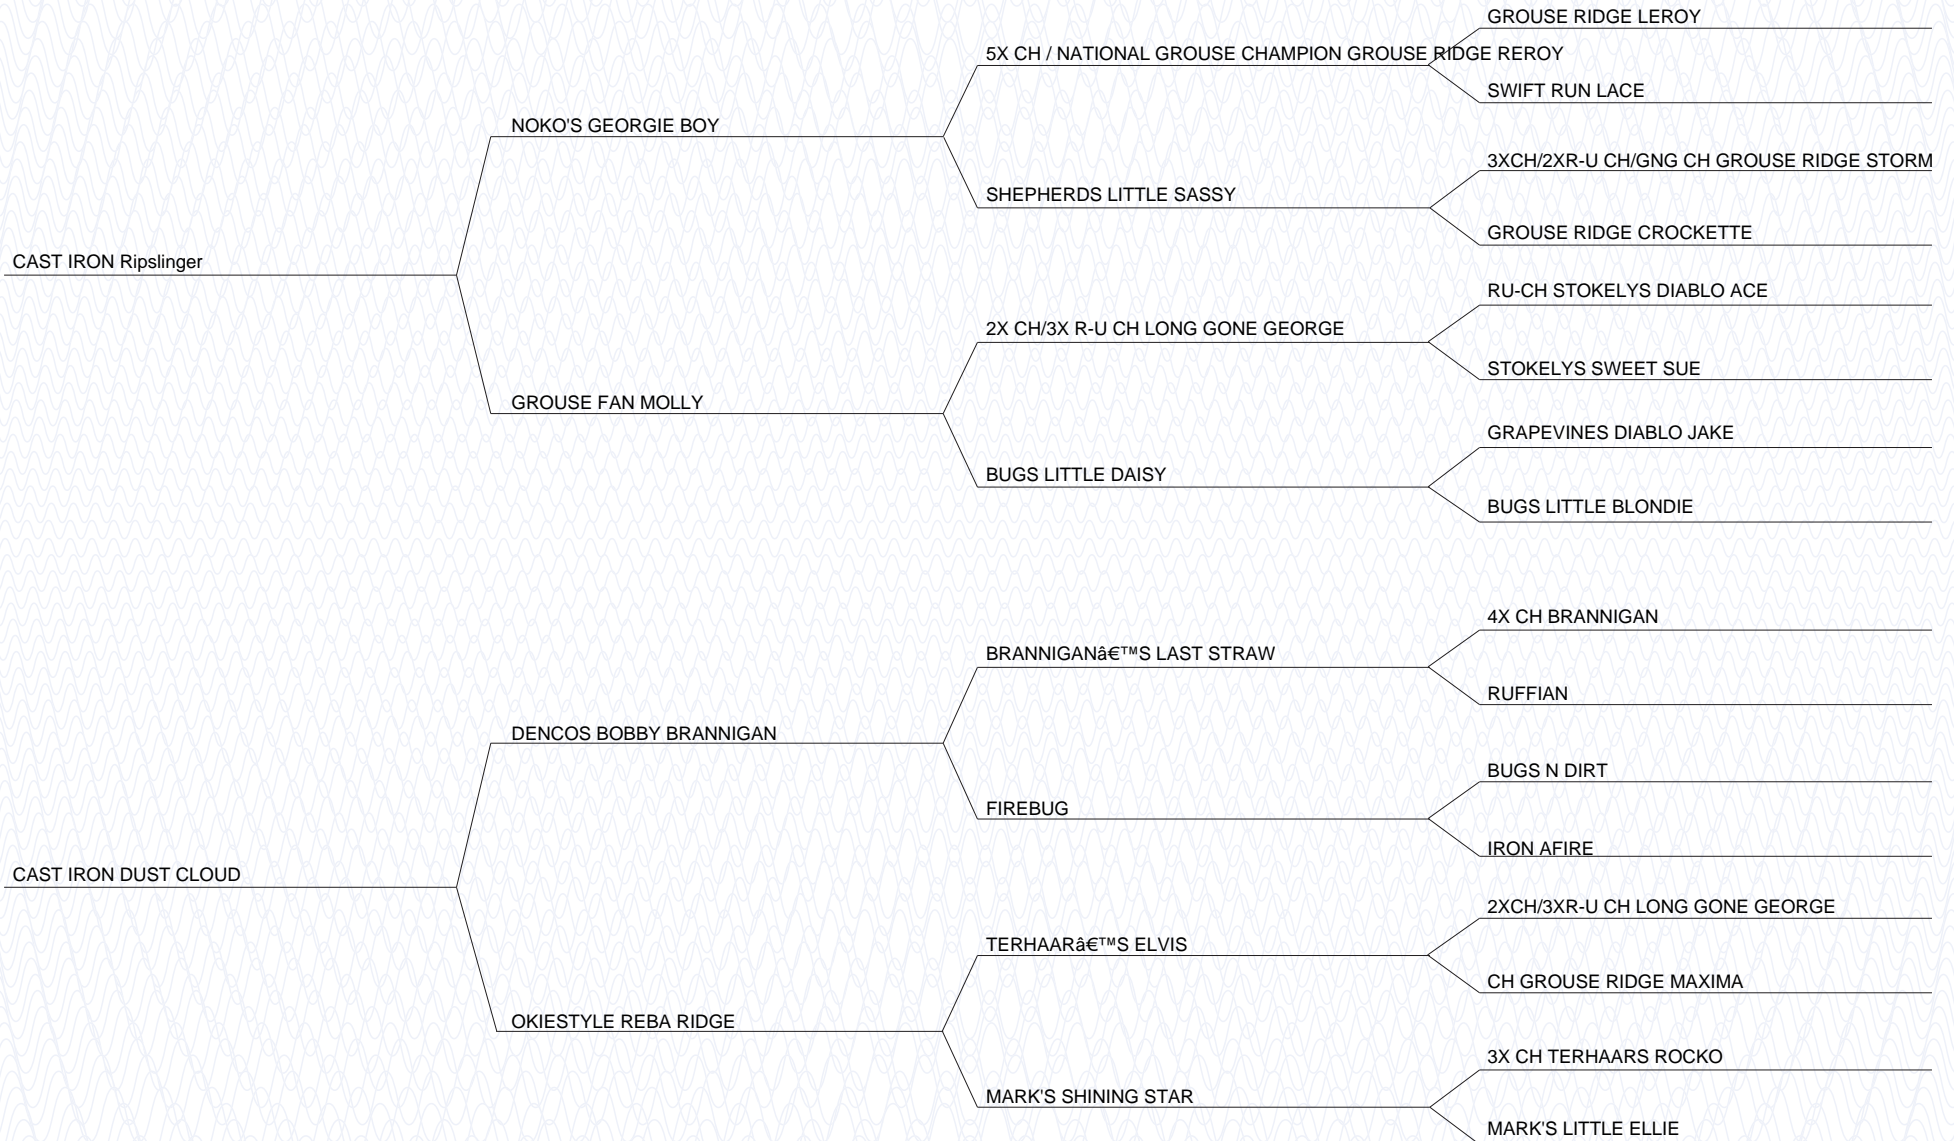 GROUSE RIDGE LEROY
5X CH / NATIONAL GROUSE CHAMPION GROUSE RIDGE REROY
SWIFT RUN LACE
NOKO'S GEORGIE BOY
3XCH/2XR-U CH/GNG CH GROUSE RIDGE STORM
SHEPHERDS LITTLE SASSY
GROUSE RIDGE CROCKETTE
CAST IRON Ripslinger
RU-CH STOKELYS DIABLO ACE
2X CH/3X R-U CH LONG GONE GEORGE
STOKELYS SWEET SUE
GROUSE FAN MOLLY
GRAPEVINES DIABLO JAKE
BUGS LITTLE DAISY
BUGS LITTLE BLONDIE
4X CH BRANNIGAN
BRANNIGANâ€™S LAST STRAW
RUFFIAN
DENCOS BOBBY BRANNIGAN
BUGS N DIRT
FIREBUG
IRON AFIRE
CAST IRON DUST CLOUD
2XCH/3XR-U CH LONG GONE GEORGE
TERHAARâ€™S ELVIS
CH GROUSE RIDGE MAXIMA
OKIESTYLE REBA RIDGE
3X CH TERHAARS ROCKO
MARK'S SHINING STAR
MARK'S LITTLE ELLIE